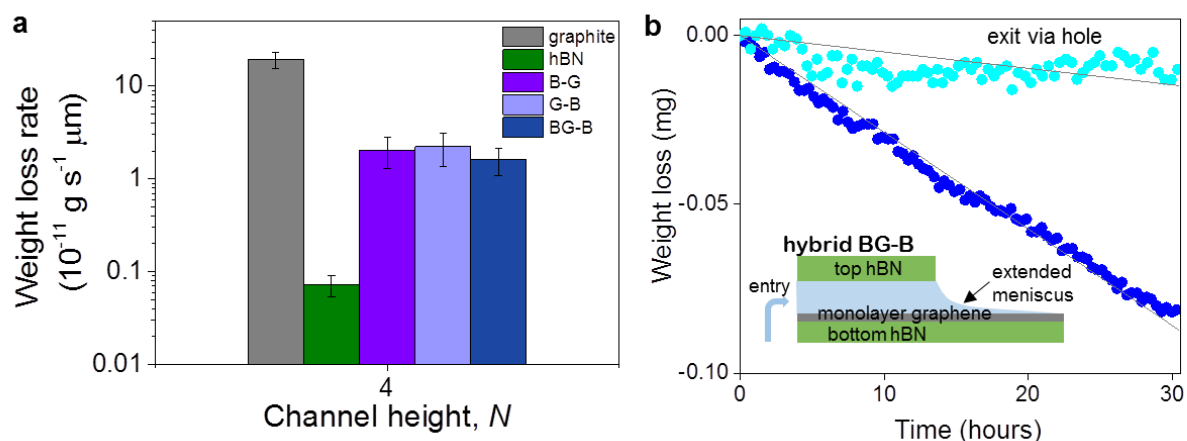 a
Weight loss rate
(10⁻¹¹ g s⁻¹ μm)
10
1
0.1
0.01
graphite
hBN
B-G
G-B
BG-B
4
Channel height, N
b
Weight loss (mg)
0.00
-0.05
-0.10
exit via hole
hybrid BG-B
top hBN
entry
extended
meniscus
monolayer graphene
bottom hBN
0
10
20
30
Time (hours)